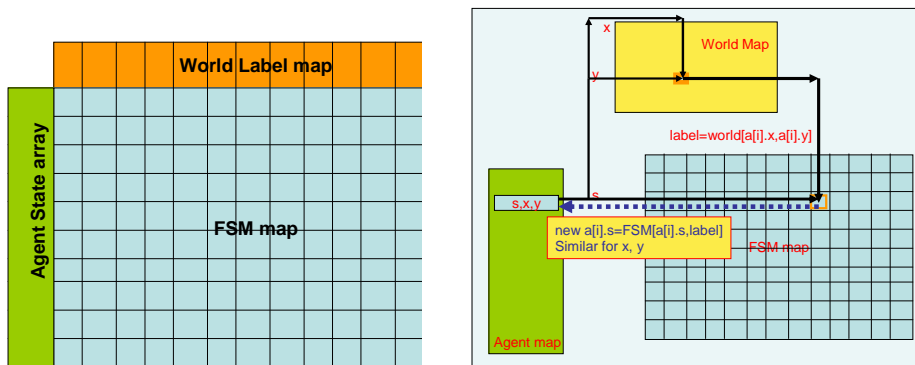 World Label map
Agent State array
FSM map
x
World Map
y
label=world[a[i].x,a[i].y]
s,x,y
s
new a[i].s=FSM[a[i].s,label]
Similar for x, y
FSM map
Agent map